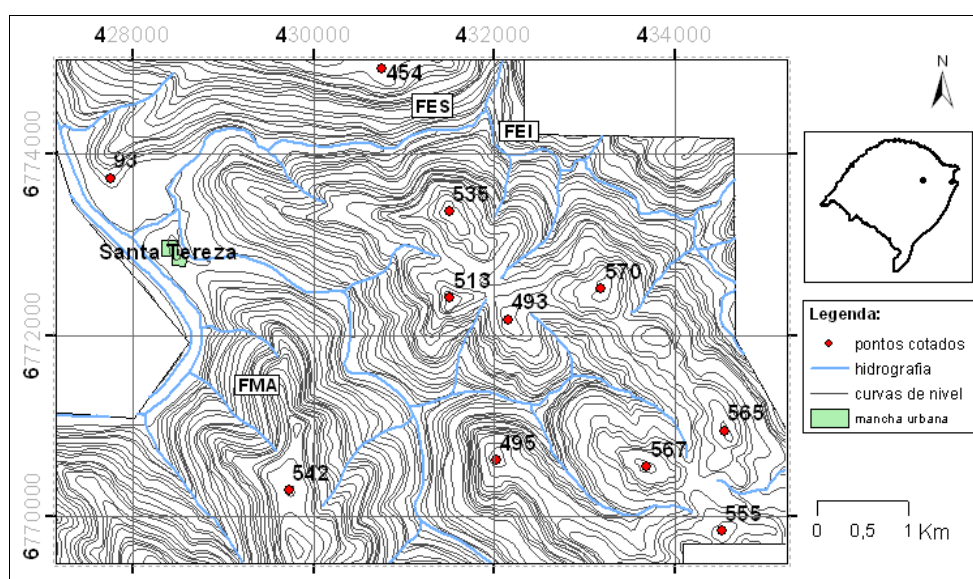 428000 430000 432000 434000
N
454
FES
FEI
6774000
93
535
Santa Tereza
513
570
493
Legenda:
pontos cotados
hidrografia
curvas de nivel
mancha urbana
6772000
FMA
565
495
567
542
6770000
555
0 0,5 1 Km